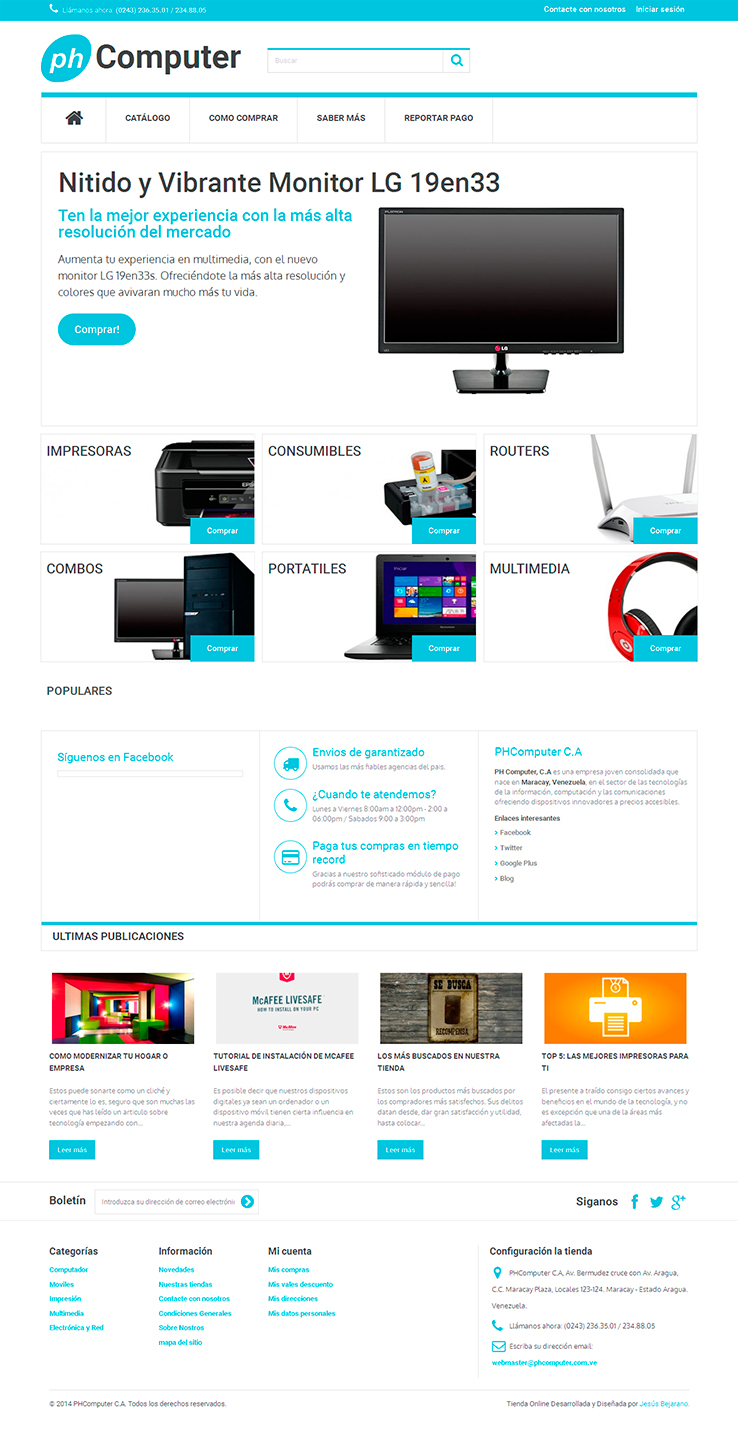 Llámanos ahora: (0243) 236.35.01 / 234.88.05
Contacte con nosotros
Iniciar sesión
ph Computer
Buscar
CATÁLOGO
COMO COMPRAR
SABER MÁS
REPORTAR PAGO
Nitido y Vibrante Monitor LG 19en33
Ten la mejor experiencia con la más alta
resolución del mercado
Aumenta tu experiencia en multimedia, con el nuevo
monitor LG 19en33s. Ofreciéndote la más alta resolución y
colores que avivaran mucho más tu vida.
Comprar!
FLATRON
LG
IMPRESORAS
EPSON
Comprar
CONSUMIBLES
A
Comprar
ROUTERS
Comprar
COMBOS
Comprar
PORTATILES
Comprar
MULTIMEDIA
Comprar
POPULARES
Síguenos en Facebook
Envios de garantizado
Usamos las más fiables agencias del pais.
¿Cuando te atendemos?
Lunes a Viernes 8:00am a 12:00pm - 2:00 a
06:00pm / Sabados 9:00 a 3:00pm
Paga tus compras en tiempo
record
Gracias a nuestro sofisticado módulo de pago
podrás comprar de manera rápida y sencilla!
PHComputer C.A
PH Computer, C.A es una empresa joven consolidada que
nace en Maracay, Venezuela, en el sector de las tecnologías
de la información, computación y las comunicaciones
ofreciendo dispositivos innovadores a precios accesibles.
Enlaces interesantes
Facebook
Twitter
Google Plus
Blog
ULTIMAS PUBLICACIONES
COMO MODERNIZAR TU HOGAR O
EMPRESA
Estos puede sonarte como un cliché y
certamente lo es, seguro que son muchas las
veces que has leído un articulo sobre
tecnología empezando con...
Leer más
McAFEE LIVESAFE
HOW TO INSTALL ON YOUR PC
McAfee
TUTORIAL DE INSTALACIÓN DE MCAFEE
LIVESAFE
Es posible decir que nuestros dispositivos
digitales ya sean un ordenador o un
dispositivo móvil tienen cierta influencia en
nuestra agenda diaria,...
Leer más
SE BUSCA
RECOMPENSA
LOS MÁS BUSCADOS EN NUESTRA
TIENDA
Estos son los productos más buscados por
los compradores más satisfechos. Sus delitos
datan desde, dar gran satisfacción y utilidad,
hasta colocar...
Leer más
TOP 5: LAS MEJORES IMPRESORAS PARA
TI
El presente a traído consigo ciertos avances y
beneficios en el mundo de la tecnología, y no
es excepción que una de la áreas más
afectadas la...
Leer más
Boletín
Introduzca su dirección de correo electróni
Siganos
Categorías
Computador
Moviles
Impresión
Multimedia
Electrónica y Red
Información
Novedades
Nuestras tiendas
Contacte con nosotros
Condiciones Generales
Sobre Nostros
mapa del sitio
Mi cuenta
Mis compras
Mis vales descuento
Mis direcciones
Mis datos personales
Configuración la tienda
PHComputer C.A, Av. Bermudez cruce con Av. Aragua,
C.C. Maracay Plaza, Locales 123-124. Maracay - Estado Aragua.
Venezuela.
Llámanos ahora: (0243) 236.35.01 / 234.88.05
Escriba su dirección email:
webmaster@phcomputer.com.ve
© 2014 PHComputer C.A. Todos los derechos reservados.
Tienda Online Desarrollada y Diseñada por Jesús Bejarano.